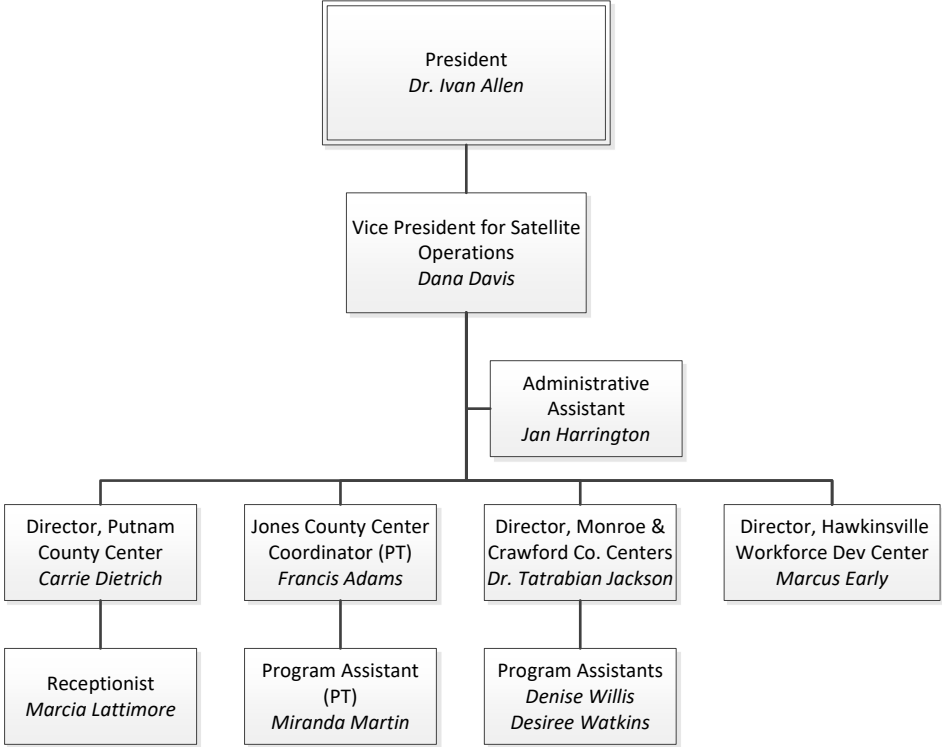 President
Dr. Ivan Allen
Vice President for Satellite
Operations
Dana Davis
Administrative
Assistant
Jan Harrington
Director, Putnam
County Center
Carrie Dietrich
Jones County Center
Coordinator (PT)
Francis Adams
Director, Monroe &
Crawford Co. Centers
Dr. Tatrabian Jackson
Director, Hawkinsville
Workforce Dev Center
Marcus Early
Receptionist
Marcia Lattimore
Program Assistant
(PT)
Miranda Martin
Program Assistants
Denise Willis
Desiree Watkins